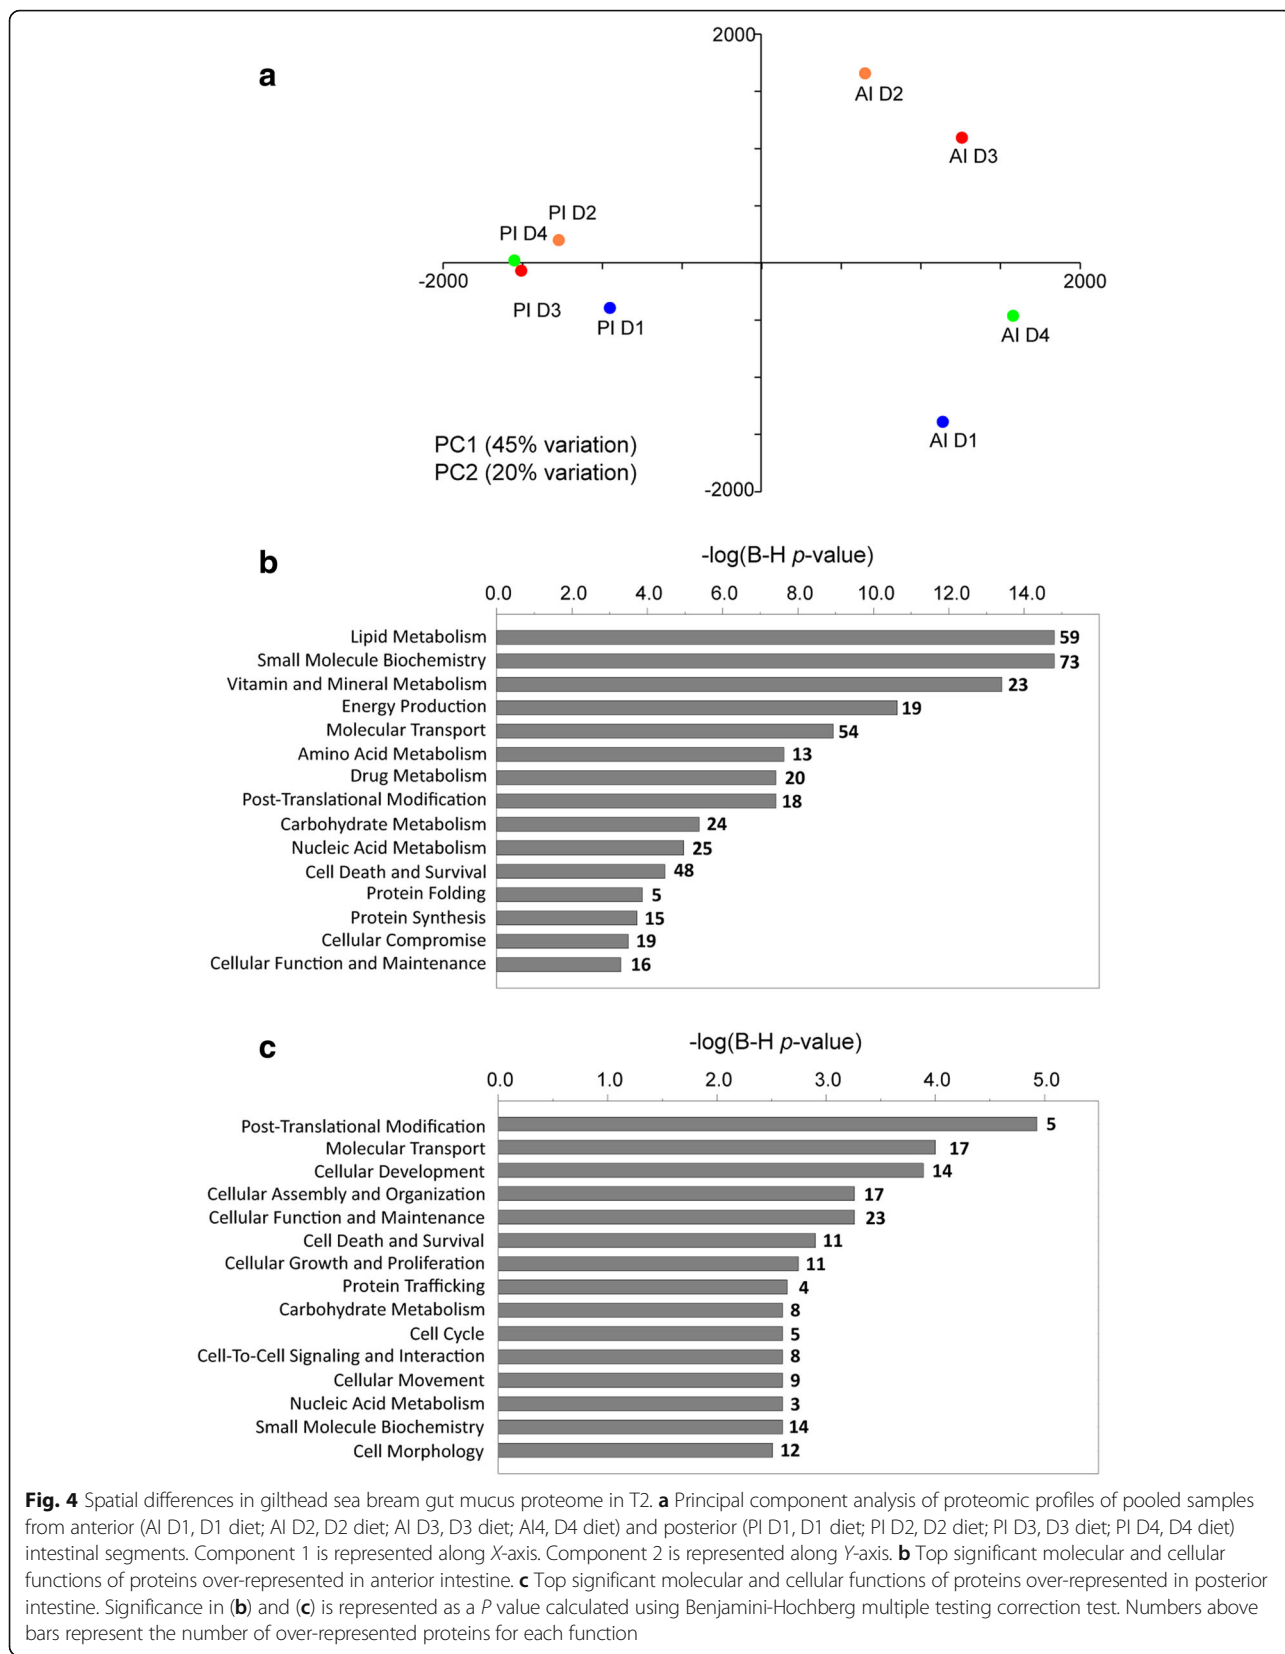 a
2000
AI D2
AI D3
PI D2
PI D4
-2000
2000
PI D3
PI D1
AI D4
AI D1
PC1 (45% variation)
PC2 (20% variation)
-2000
b
-log(B-H p-value)
0.0 2.0 4.0 6.0 8.0 10.0 12.0 14.0
Lipid Metabolism 59
Small Molecule Biochemistry 73
Vitamin and Mineral Metabolism 23
Energy Production 19
Molecular Transport 54
Amino Acid Metabolism 13
Drug Metabolism 20
Post-Translational Modification 18
Carbohydrate Metabolism 24
Nucleic Acid Metabolism 25
Cell Death and Survival 48
Protein Folding 5
Protein Synthesis 15
Cellular Compromise 19
Cellular Function and Maintenance 16
c
-log(B-H p-value)
0.0 1.0 2.0 3.0 4.0 5.0
Post-Translational Modification 5
Molecular Transport 17
Cellular Development 14
Cellular Assembly and Organization 17
Cellular Function and Maintenance 23
Cell Death and Survival 11
Cellular Growth and Proliferation 11
Protein Trafficking 4
Carbohydrate Metabolism 8
Cell Cycle 5
Cell-To-Cell Signaling and Interaction 8
Cellular Movement 9
Nucleic Acid Metabolism 3
Small Molecule Biochemistry 14
Cell Morphology 12
Fig. 4 Spatial differences in gilthead sea bream gut mucus proteome in T2. a Principal component analysis of proteomic profiles of pooled samples
from anterior (AI D1, D1 diet; AI D2, D2 diet; AI D3, D3 diet; AI4, D4 diet) and posterior (PI D1, D1 diet; PI D2, D2 diet; PI D3, D3 diet; PI D4, D4 diet)
intestinal segments. Component 1 is represented along X-axis. Component 2 is represented along Y-axis. b Top significant molecular and cellular
functions of proteins over-represented in anterior intestine. c Top significant molecular and cellular functions of proteins over-represented in posterior
intestine. Significance in (b) and (c) is represented as a P value calculated using Benjamini-Hochberg multiple testing correction test. Numbers above
bars represent the number of over-represented proteins for each function